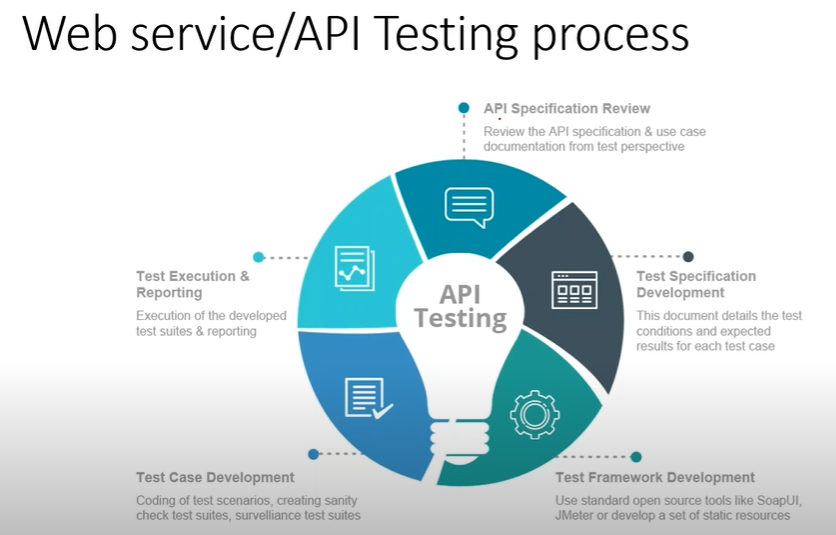 Web service/API Testing process
API Specification Review
Review the API specification & use case
documentation from test perspective
API
Testing
Test Specification
Development
This document details the test
conditions and expected
results for each test case
Test Framework Development
Use standard open source tools like SoapUI,
JMeter or develop a set of static resources
Test Case Development
Coding of test scenarios, creating sanity
check test suites, survelliance test suites
Test Execution &
Reporting
Execution of the developed
test suites & reporting